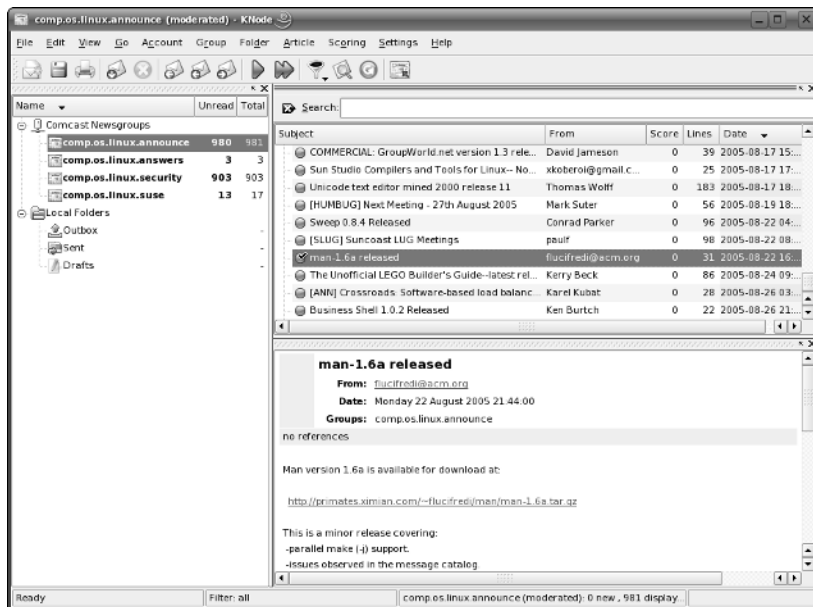 comp.os.linux.announce (moderated) - KNode
File Edit View Go Account Group Folder Article Scoring Settings Help
Name Unread Total
Comcast Newsgroups
comp.os.linux.announce 980 981
comp.os.linux.answers 3 3
comp.os.linux.security 903 903
comp.os.linux.suse 13 17
Local Folders
Outbox -
Sent -
Drafts -
Search:
Subject From Score Lines Date
COMMERCIAL: GroupWorld.net version 1.3 rele... David Jameson 0 39 2005-08-17 15:...
Sun Studio Compilers and Tools for Linux-- No... xkoberoi@gmail.c... 0 25 2005-08-17 17:...
Unicode text editor mined 2000 release 11 Thomas Wolff 0 183 2005-08-17 18:...
[HUMBUG] Next Meeting - 27th August 2005 Mark Suter 0 56 2005-08-19 18:...
Sweep 0.8.4 Released Conrad Parker 0 96 2005-08-22 04:...
[SLUG] Suncoast LUG Meetings paulf 0 98 2005-08-22 08:...
man-1.6a released flucifredi@acm.org 0 31 2005-08-22 16:...
The Unofficial LEGO Builder's Guide--latest rel... Kerry Beck 0 86 2005-08-24 09:...
[ANN] Crossroads: Software-based load balanc... Karel Kubat 0 28 2005-08-26 03:...
Business Shell 1.0.2 Released Ken Burtch 0 22 2005-08-26 21:...
man-1.6a released
From: flucifredi@acm.org
Date: Monday 22 August 2005 21:44:00
Groups: comp.os.linux.announce
no references
Man version 1.6a is available for download at:
http://primates.ximian.com/~flucifredi/man/man-1.6a.tar.gz
This is a minor release covering:
-parallel make (-j) support.
-issues observed in the message catalog.
Ready Filter: all comp.os.linux.announce (moderated): 0 new , 981 display...